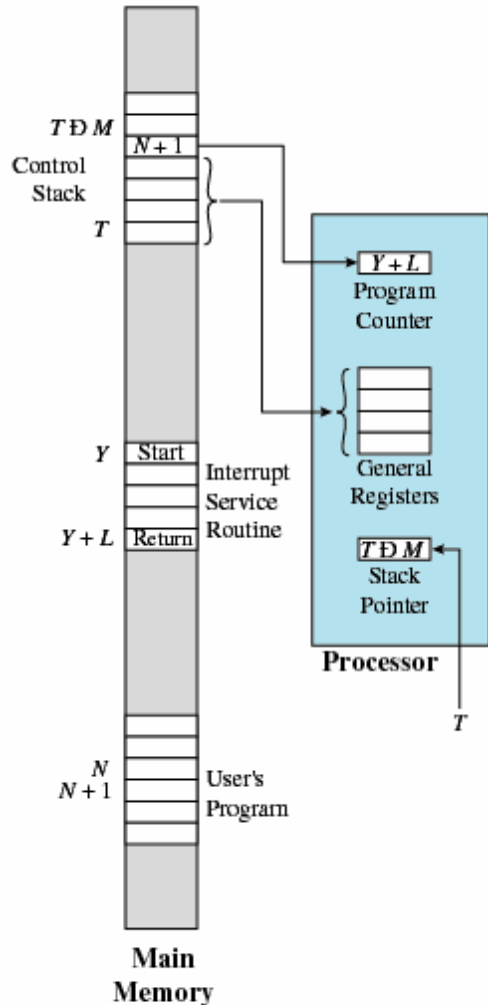 T Ð M
N + 1
Control
Stack
T
Y + L
Program
Counter
Y
Start
Interrupt
Service
Routine
General
Registers
Y + L
Return
T Ð M
Stack
Pointer
Processor
T
N
N + 1
User's
Program
Main
Memory